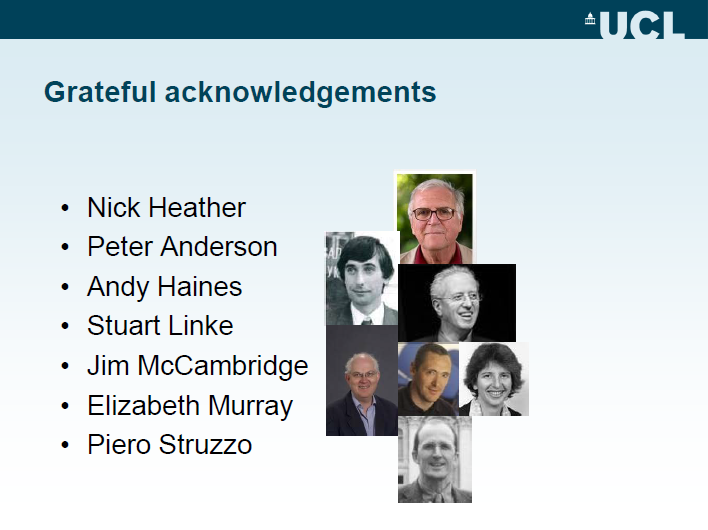 UCL
Grateful acknowledgements
• Nick Heather
• Peter Anderson
• Andy Haines
• Stuart Linke
• Jim McCambridge
• Elizabeth Murray
• Piero Struzzo